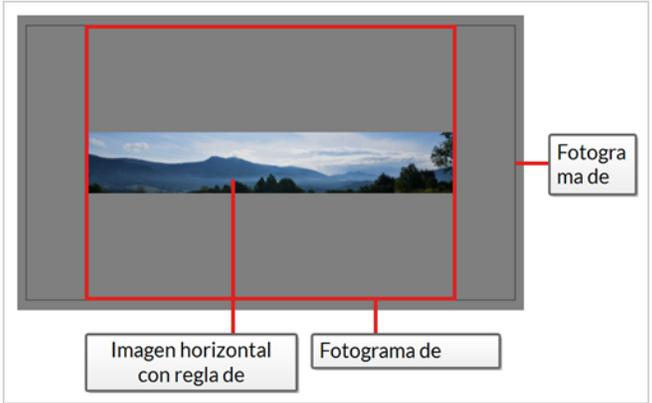 Fotogra
ma de
Imagen horizontal
con regla de
Fotograma de